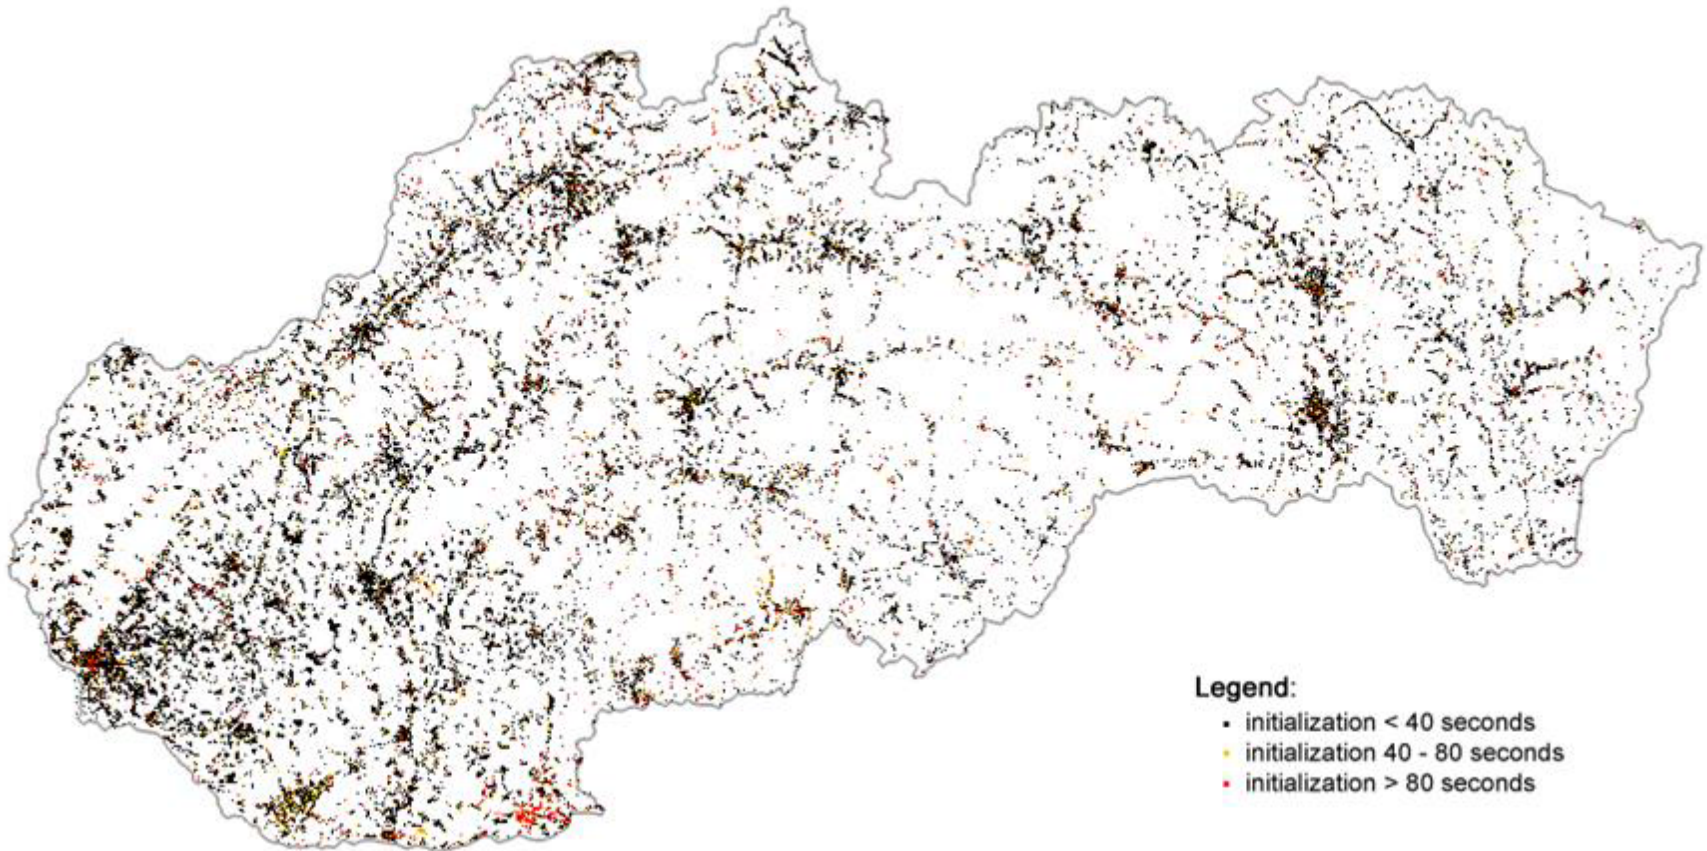 Legend:
initialization < 40 seconds
initialization 40 - 80 seconds
initialization > 80 seconds